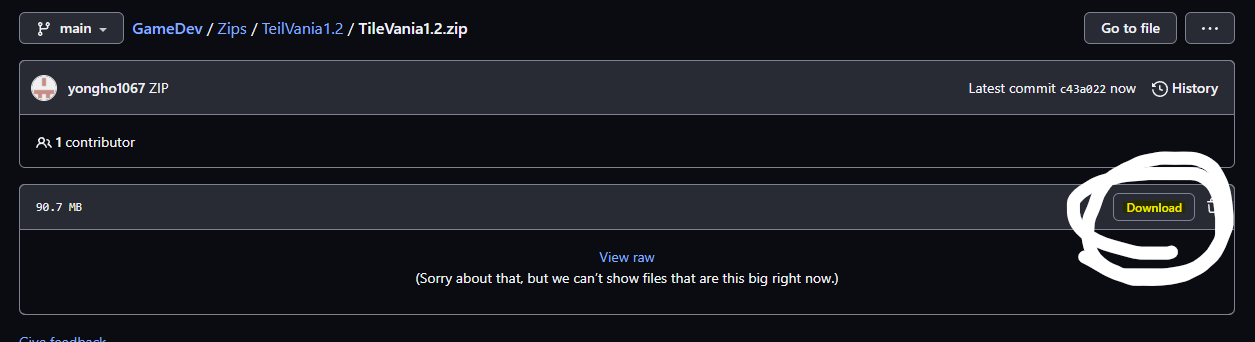 main GameDev / Zips / TeilVania1.2 / TileVania1.2.zip Go to file ...
yongho1067 ZIP Latest commit c43a022 now History
1 contributor
90.7 MB Download
View raw
(Sorry about that, but we can’t show files that are this big right now.)
Give feedback